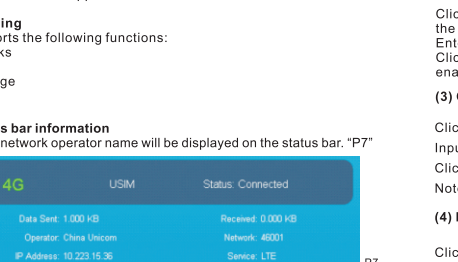 ing
rts the following functions:
ks
ge
s bar information
network operator name will be displayed on the status bar. “P7”
4G USIM Status: Connected
Data Sent: 1.000 KB Received: 0.000 KB
Operator: China Unicom Network: 46001
IP Address: 10.223.15.36 Service: LTE
P7
Clic
the
Ent
Clic
ena
(3)
Clic
Inpu
Clic
Not
(4)
Clic